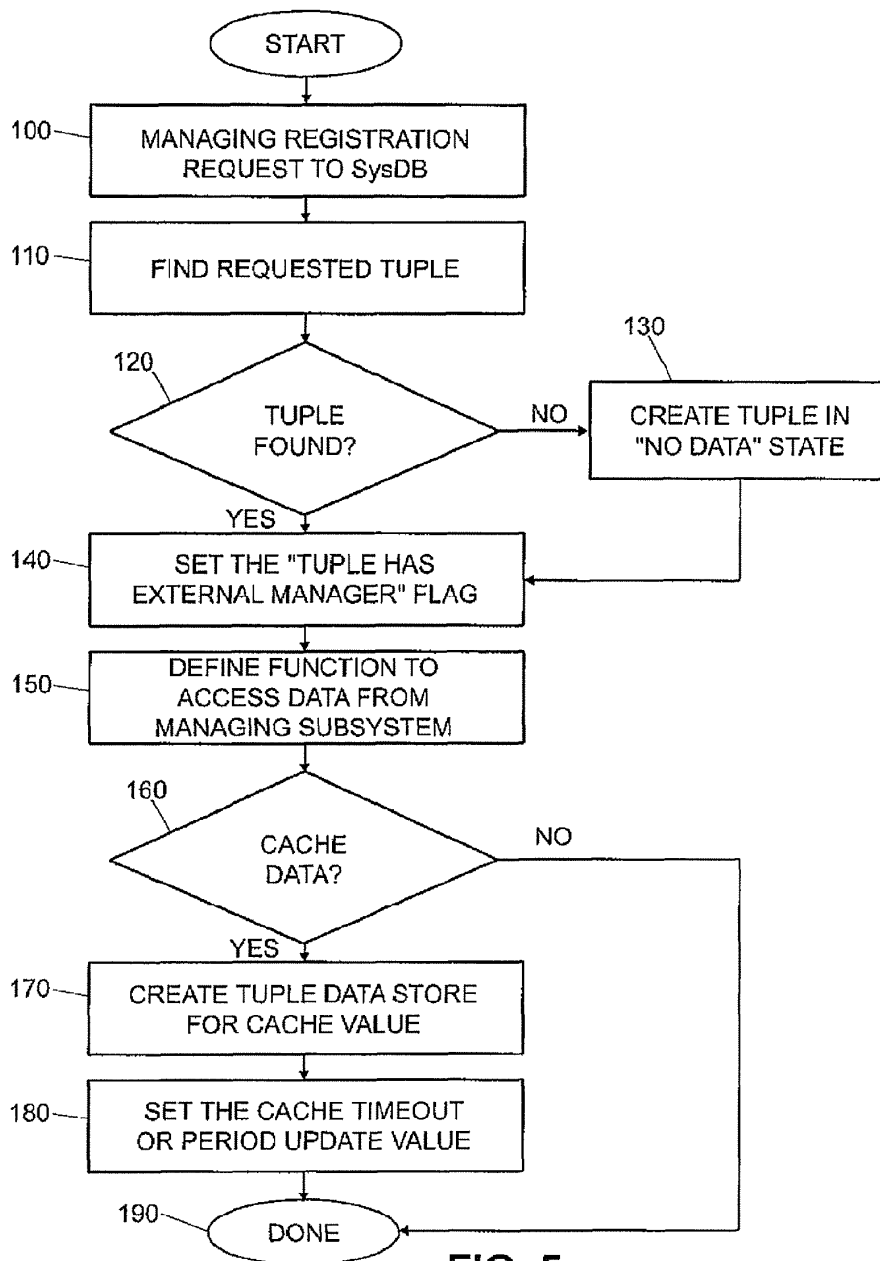 START
100
MANAGING REGISTRATION
REQUEST TO SysDB
110
FIND REQUESTED TUPLE
120
TUPLE
FOUND?
NO
130
CREATE TUPLE IN
"NO DATA" STATE
YES
140
SET THE "TUPLE HAS
EXTERNAL MANAGER" FLAG
150
DEFINE FUNCTION TO
ACCESS DATA FROM
MANAGING SUBSYSTEM
160
CACHE
DATA?
NO
YES
170
CREATE TUPLE DATA STORE
FOR CACHE VALUE
180
SET THE CACHE TIMEOUT
OR PERIOD UPDATE VALUE
190
DONE
FIG. 5